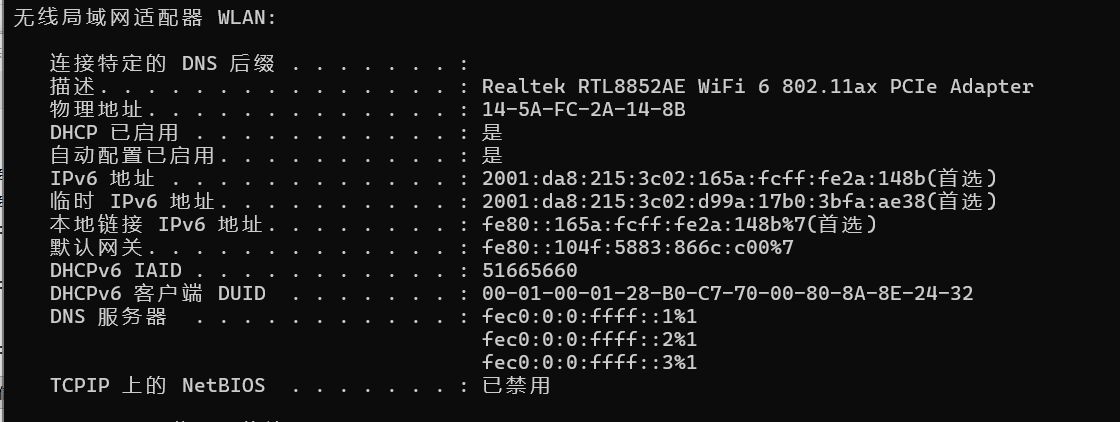 无线局域网适配器 WLAN:
连接特定的 DNS 后缀 . . . . . . . :
描述. . . . . . . . . . . . . . . : Realtek RTL8852AE WiFi 6 802.11ax PCIe Adapter
物理地址. . . . . . . . . . . . . : 14-5A-FC-2A-14-8B
DHCP 已启用 . . . . . . . . . . . : 是
自动配置已启用. . . . . . . . . . : 是
IPv6 地址 . . . . . . . . . . . . : 2001:da8:215:3c02:165a:fcff:fe2a:148b(首选)
临时 IPv6 地址. . . . . . . . . . : 2001:da8:215:3c02:d99a:17b0:3bfa:ae38(首选)
本地链接 IPv6 地址. . . . . . . . : fe80::165a:fcff:fe2a:148b%7(首选)
默认网关. . . . . . . . . . . . . : fe80::104f:5883:866c:c00%7
DHCPv6 IAID . . . . . . . . . . . : 51665660
DHCPv6 客户端 DUID  . . . . . . . : 00-01-00-01-28-B0-C7-70-00-80-8A-8E-24-32
DNS 服务器  . . . . . . . . . . . : fec0:0:0:ffff::1%1
fec0:0:0:ffff::2%1
fec0:0:0:ffff::3%1
TCPIP 上的 NetBIOS  . . . . . . . : 已禁用